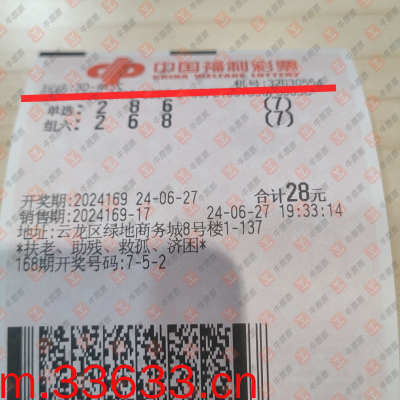 中国福利彩票
CHINA WELFARE LOTTERY
单选: 2 8 6 (7)
组六: 2 6 8 (7)
开奖期:2024169 24-06-27 合计28元
销售期:2024169-17 24-06-27 19:33:14
地址:云龙区绿地商务城8号楼1-137
*扶老、助残、救孤、济困*
168期开奖号码:7-5-2
m.33633.cn